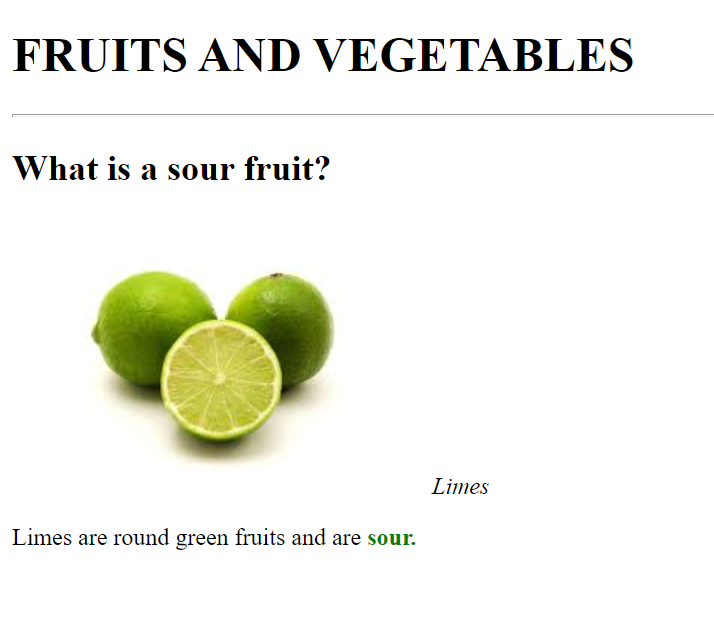 FRUITS AND VEGETABLES
What is a sour fruit?
Limes
Limes are round green fruits and are sour.